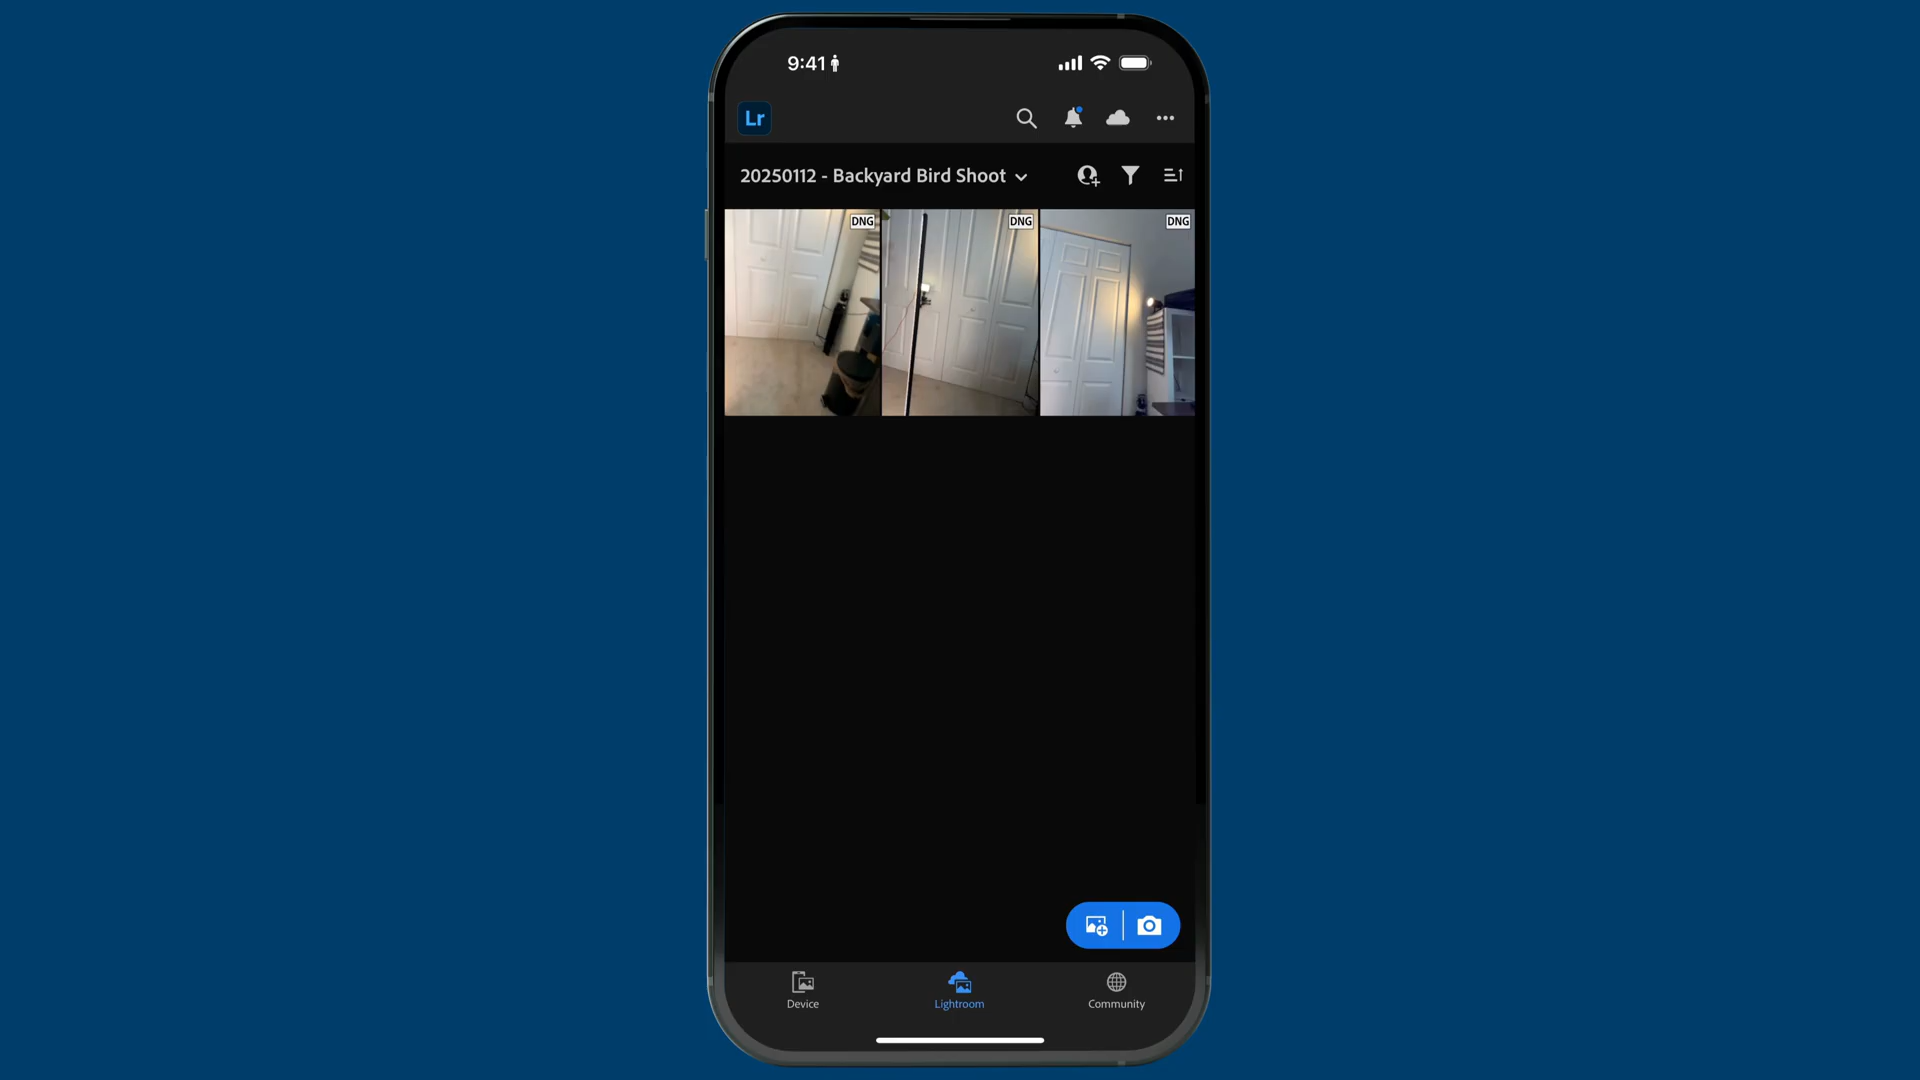 9:41
Lr
20250112 - Backyard Bird Shoot
DNG
DNG
DNG
Device
Lightroom
Community